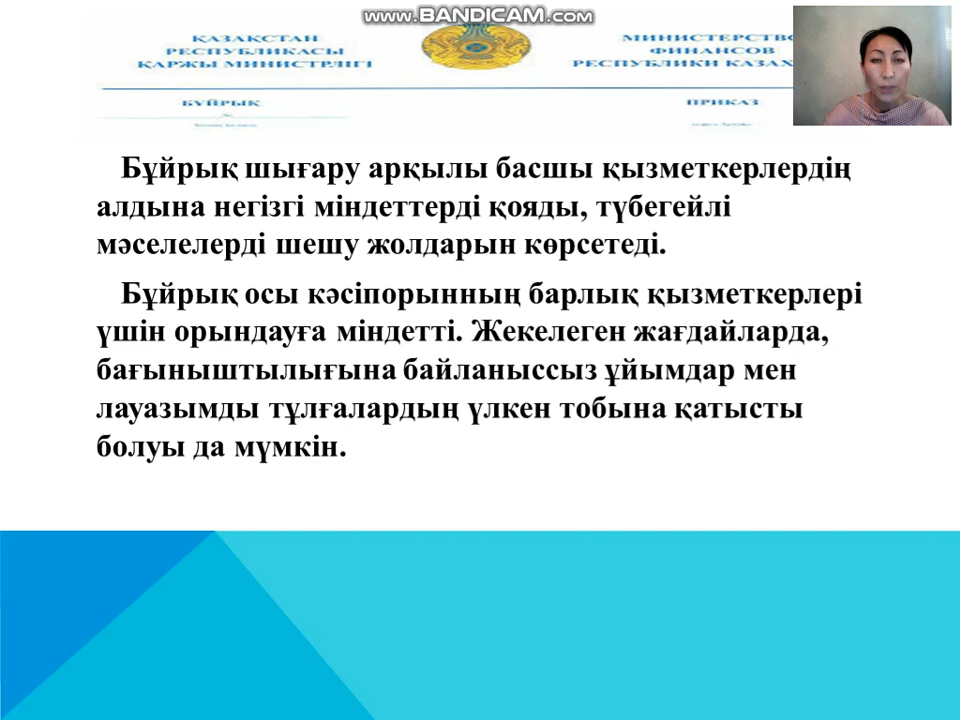 www.BANDICAM.com
ҚАЗАҚСТАН
РЕСПУБЛИКАСЫ
ҚАРЖЫ МИНИСТРЛІГІ
МИНИСТЕРСТВО
ФИНАНСОВ
РЕСПУБЛИКИ КАЗАХ
БҰЙРЫҚ
ПРИКАЗ
Бұйрық шығару арқылы басшы қызметкерлердің
алдына негізгі міндеттерді қояды, түбегейлі
мәселелерді шешу жолдарын көрсетеді.
Бұйрық осы кәсіпорынның барлық қызметкерлері
үшін орындауға міндетті. Жекелеген жағдайларда,
бағыныштылығына байланыссыз ұйымдар мен
лауазымды тұлғалардың үлкен тобына қатысты
болуы да мүмкін.